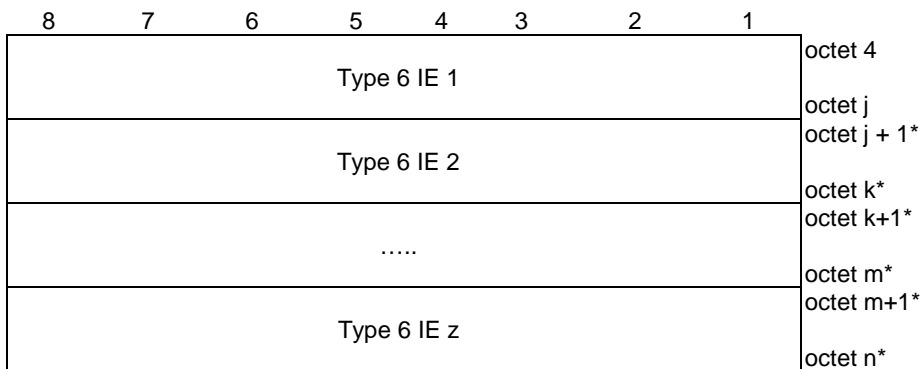 8 7 6 5 4 3 2 1
octet 4
Type 6 IE 1
octet j
octet j + 1*
Type 6 IE 2
octet k*
octet k+1*
…..
octet m*
octet m+1*
Type 6 IE z
octet n*